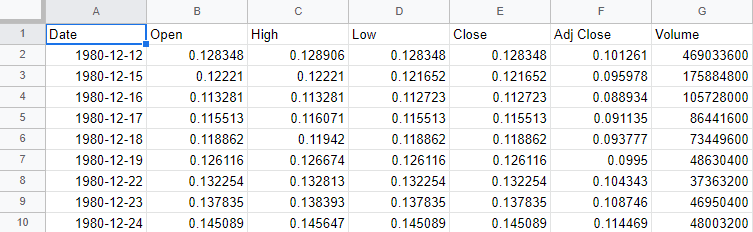 A B C D E F G
1 Date Open High Low Close Adj Close Volume
2 1980-12-12 0.128348 0.128906 0.128348 0.128348 0.101261 469033600
3 1980-12-15 0.12221 0.12221 0.121652 0.121652 0.095978 175884800
4 1980-12-16 0.113281 0.113281 0.112723 0.112723 0.088934 105728000
5 1980-12-17 0.115513 0.116071 0.115513 0.115513 0.091135 86441600
6 1980-12-18 0.118862 0.11942 0.118862 0.118862 0.093777 73449600
7 1980-12-19 0.126116 0.126674 0.126116 0.126116 0.0995 48630400
8 1980-12-22 0.132254 0.132813 0.132254 0.132254 0.104343 37363200
9 1980-12-23 0.137835 0.138393 0.137835 0.137835 0.108746 46950400
10 1980-12-24 0.145089 0.145647 0.145089 0.145089 0.114469 48003200